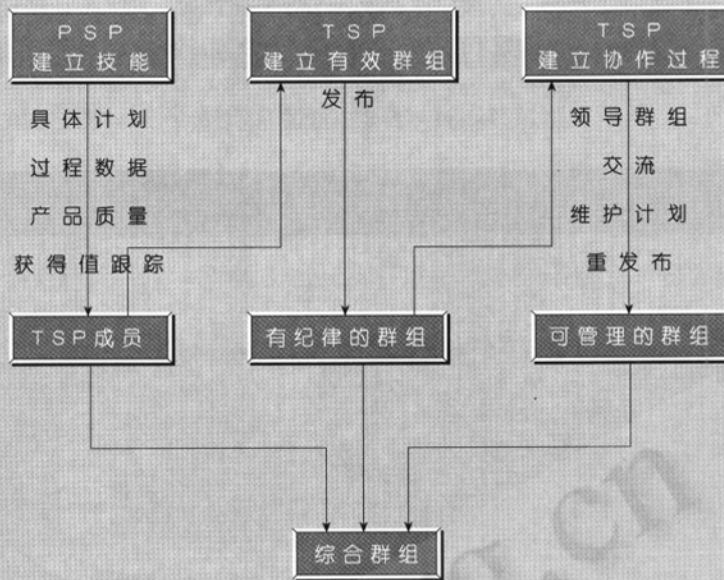 PSP
建立技能
TSP
建立有效群组
TSP
建立协作过程
具体计划
过程数据
产品质量
获得值跟踪
发布
领导群组
交流
维护计划
重发布
TSP成员
有纪律的群组
可管理的群组
综合群组